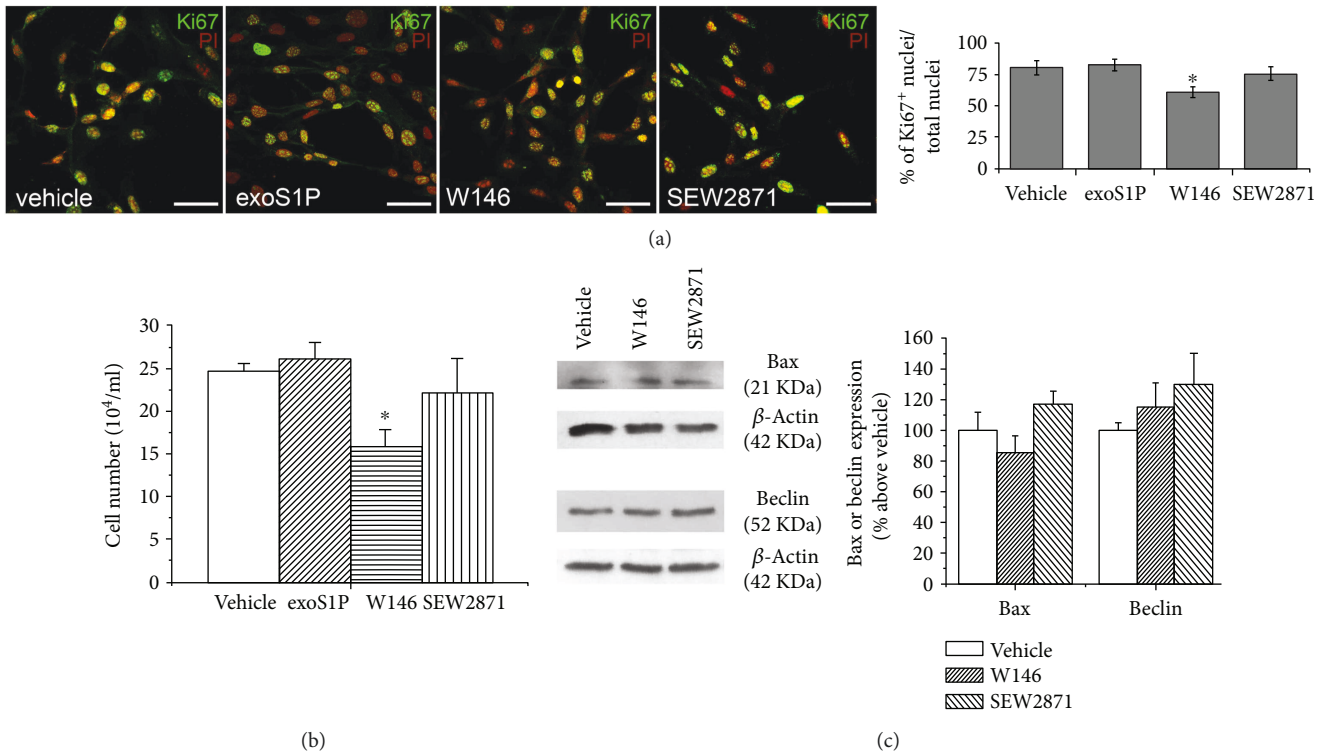 Ki67
PI
vehicle
Ki67
PI
exoS1P
Ki67
PI
W146
Ki67
PI
SEW2871
% of Ki67⁺ nuclei/
total nuclei
100
75
50
25
0
*
Vehicle
exoS1P
W146
SEW2871
(a)
Cell number (10⁴/ml)
30
25
20
15
10
5
0
*
Vehicle
exoS1P
W146
SEW2871
(b)
Vehicle
W146
SEW2871
Bax
(21 KDa)
β-Actin
(42 KDa)
Beclin
(52 KDa)
β-Actin
(42 KDa)
Bax or beclin expression
(% above vehicle)
160
140
120
100
80
60
40
20
0
Bax
Beclin
Vehicle
W146
SEW2871
(c)